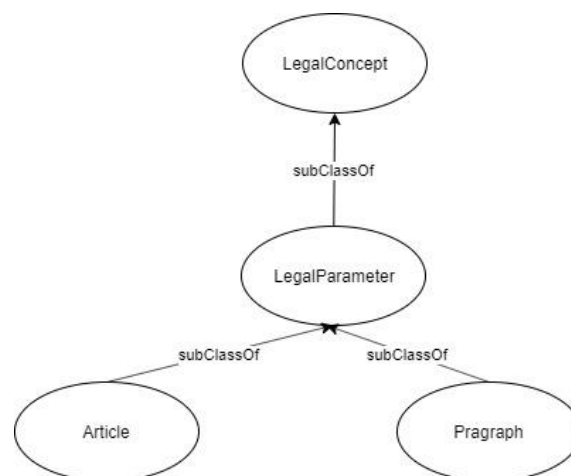 LegalConcept
subClassOf
LegalParameter
subClassOf
subClassOf
Article
Pragraph